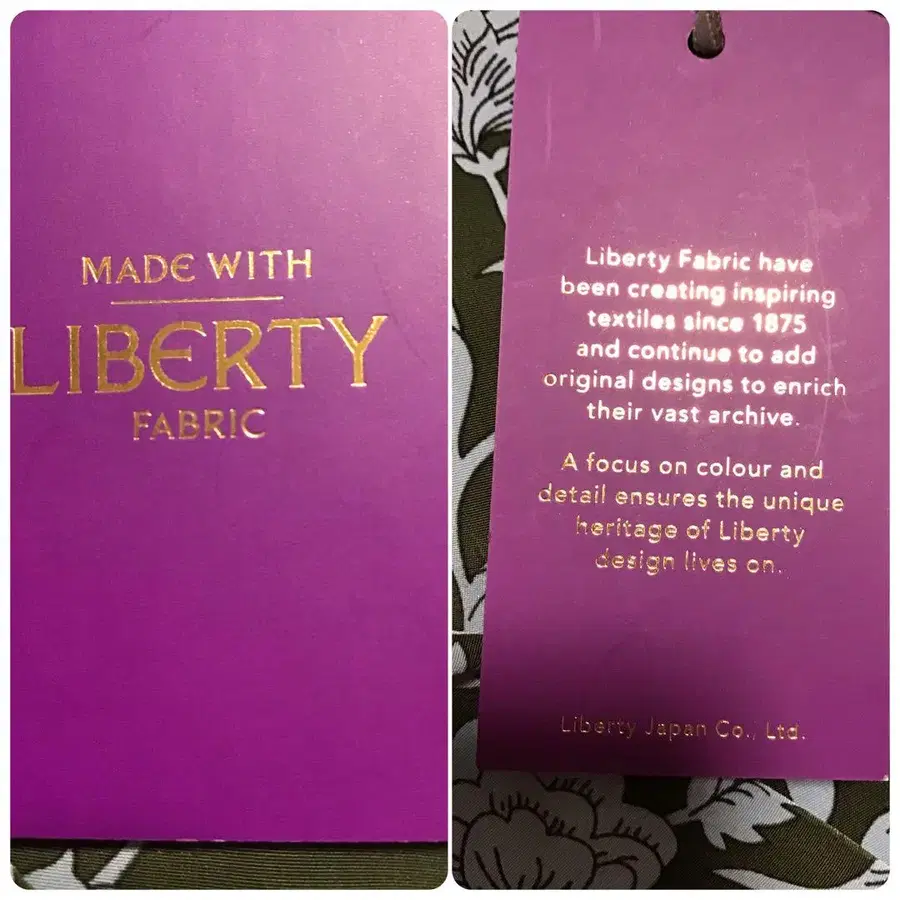 MADE WITH
LIBERTY
FABRIC
Liberty Fabric have
been creating inspiring
textiles since 1875
and continue to add
original designs to enrich
their vast archive.
A focus on colour and
detail ensures the unique
heritage of Liberty
design lives on.
Liberty Japan Co., Ltd.